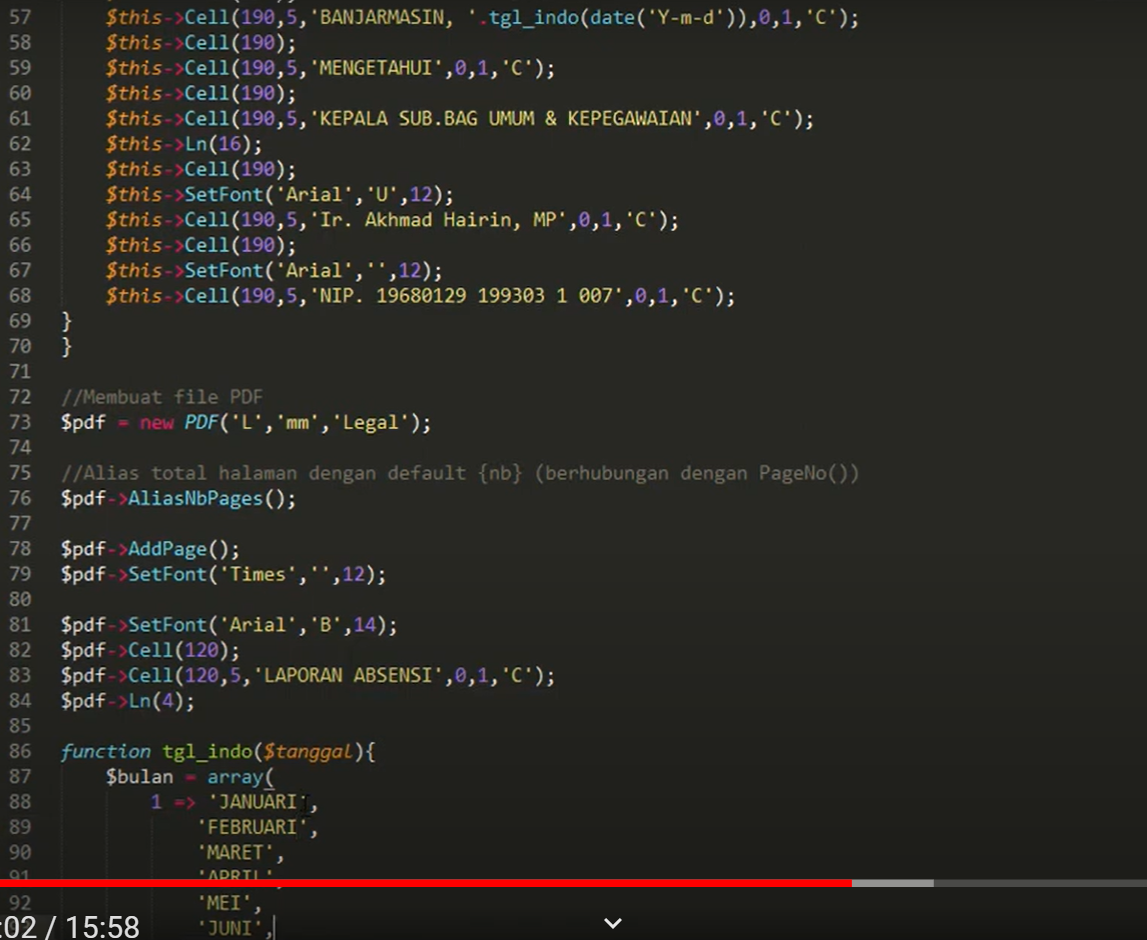 57 $this->Cell(190,5,'BANJARMASIN, '.tgl_indo(date('Y-m-d')),0,1,'C');
58 $this->Cell(190);
59 $this->Cell(190,5,'MENGETAHUI',0,1,'C');
60 $this->Cell(190);
61 $this->Cell(190,5,'KEPALA SUB.BAG UMUM & KEPEGAWAIAN',0,1,'C');
62 $this->Ln(16);
63 $this->Cell(190);
64 $this->SetFont('Arial','U',12);
65 $this->Cell(190,5,'Ir. Akhmad Hairin, MP',0,1,'C');
66 $this->Cell(190);
67 $this->SetFont('Arial','',12);
68 $this->Cell(190,5,'NIP. 19680129 199303 1 007',0,1,'C');
69 }
70 }
71
72 //Membuat file PDF
73 $pdf = new PDF('L','mm','Legal');
74
75 //Alias total halaman dengan default {nb} (berhubungan dengan PageNo())
76 $pdf->AliasNbPages();
77
78 $pdf->AddPage();
79 $pdf->SetFont('Times','',12);
80
81 $pdf->SetFont('Arial','B',14);
82 $pdf->Cell(120);
83 $pdf->Cell(120,5,'LAPORAN ABSENSI',0,1,'C');
84 $pdf->Ln(4);
85
86 function tgl_indo($tanggal){
87 $bulan = array(
88 1 => 'JANUARI',
89 'FEBRUARI',
90 'MARET',
91 'APRIL',
92 'MEI',
'JUNI',
:02 / 15:58